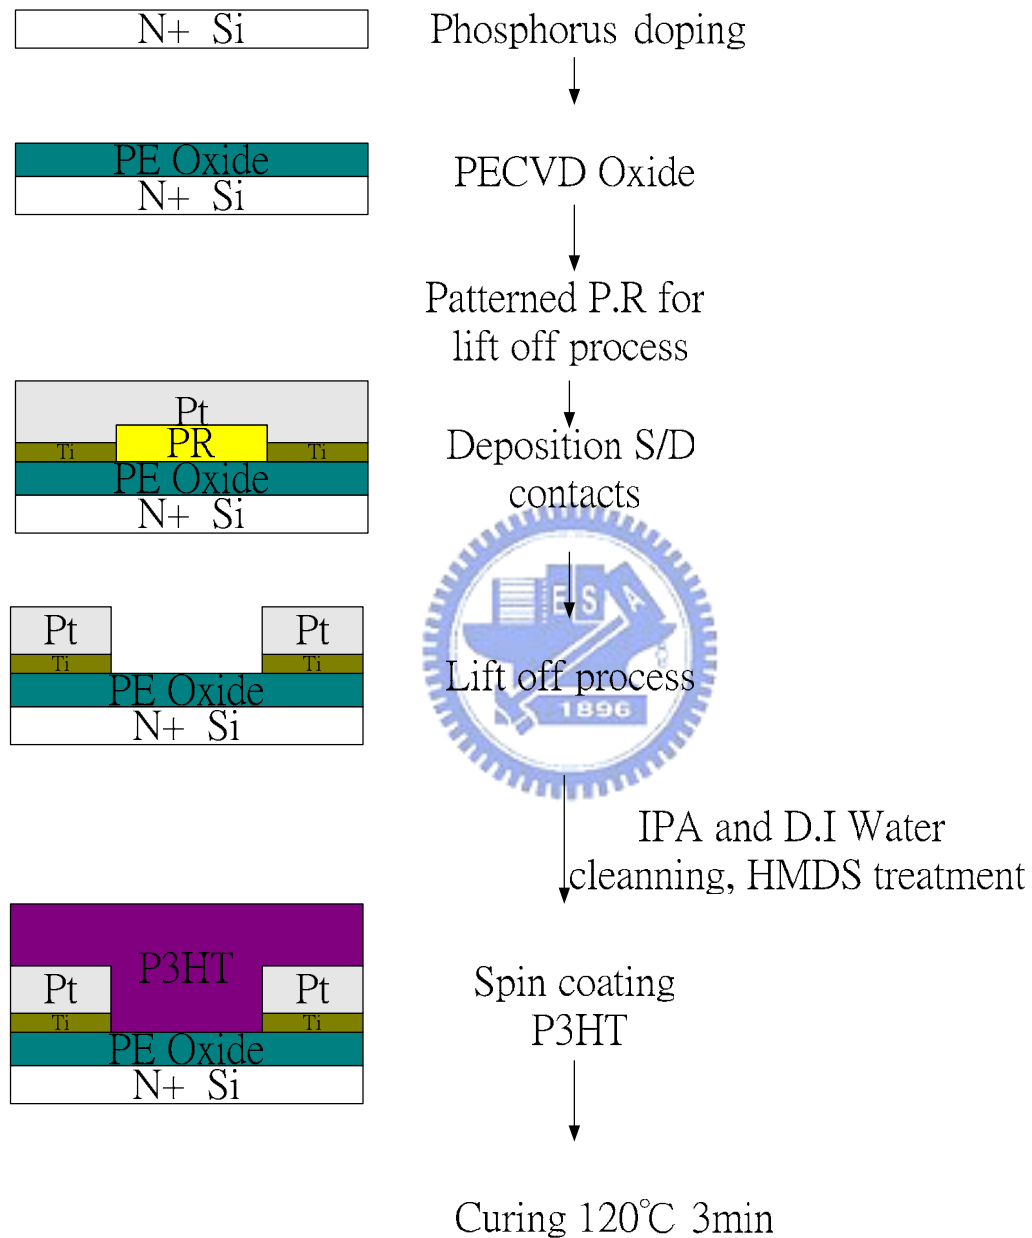 N+ Si
Phosphorus doping
PE Oxide
N+ Si
PECVD Oxide
Patterned P.R for
lift off process
Pt
PR
Ti
Ti
PE Oxide
N+ Si
Deposition S/D
contacts
E S A
Pt
Pt
Ti
Ti
PE Oxide
N+ Si
Lift off process
1896
IPA and D.I Water
cleanning, HMDS treatment
P3HT
Pt
Pt
Ti
Ti
PE Oxide
N+ Si
Spin coating
P3HT
Curing 120℃ 3min